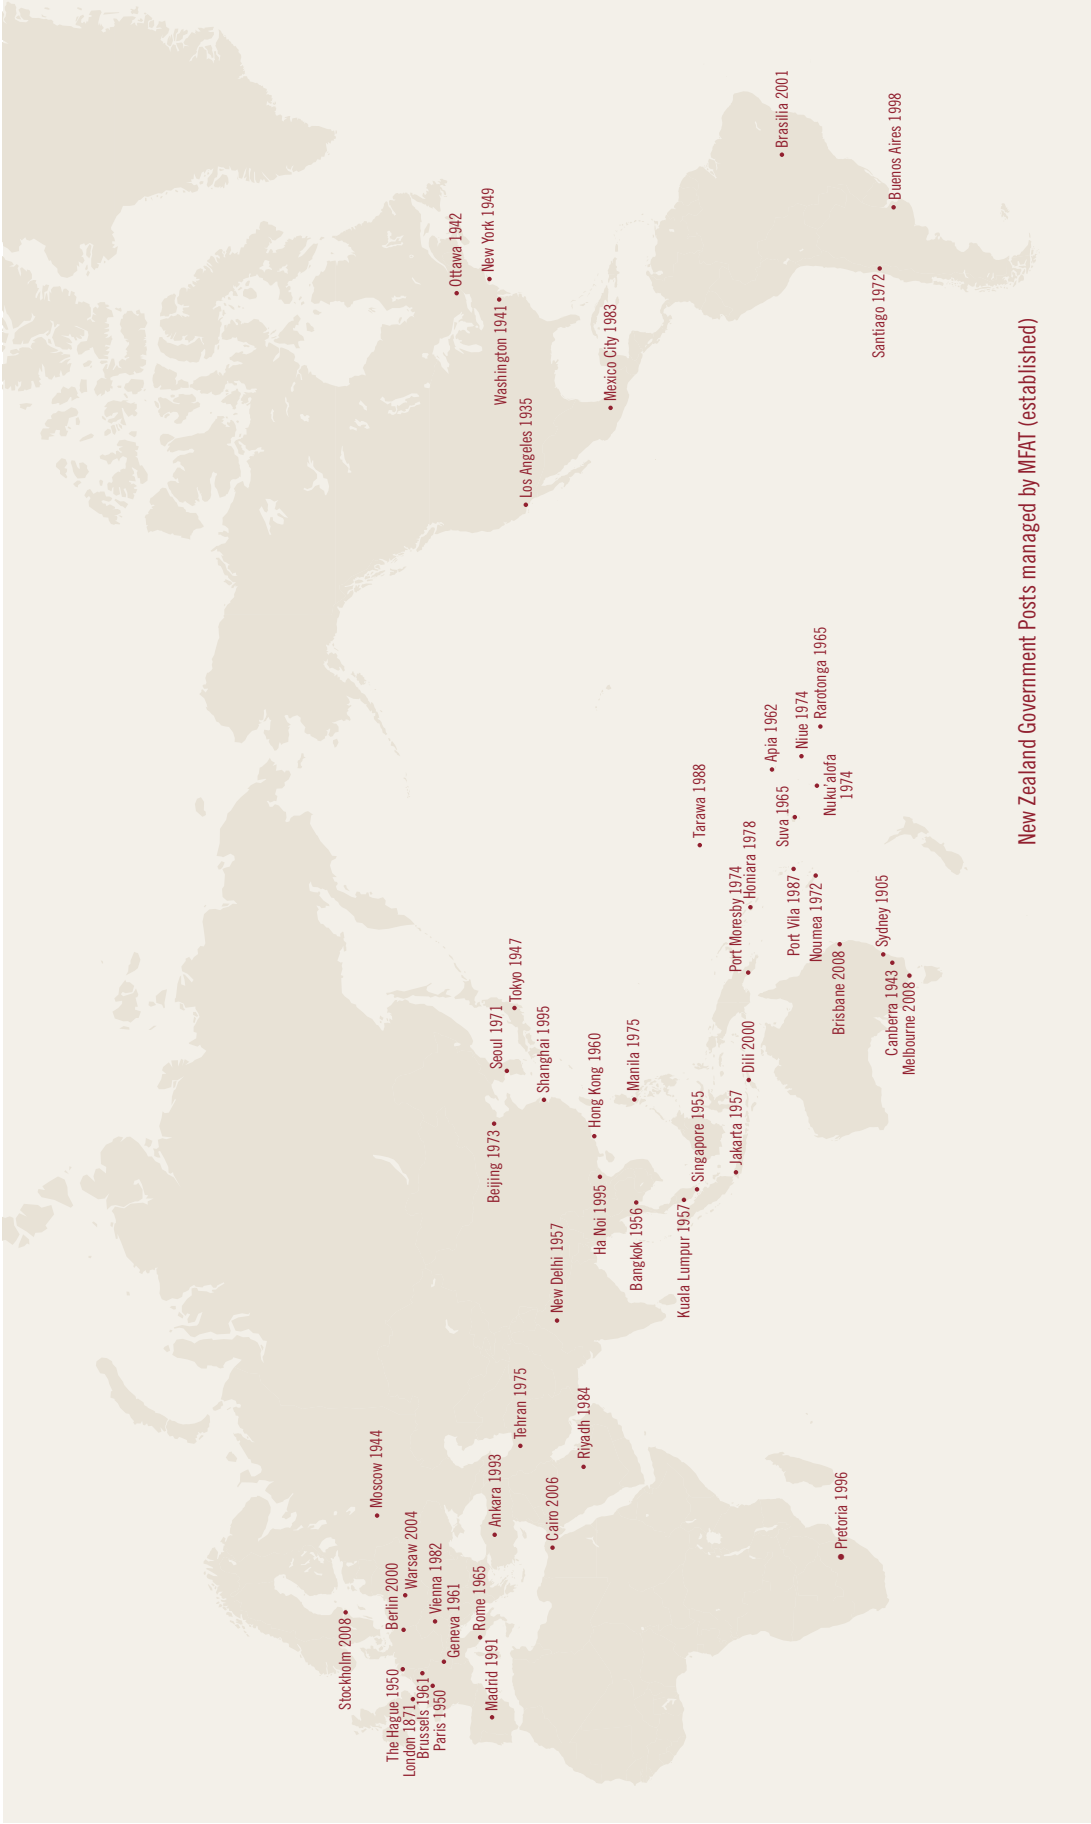 Stockholm 2008
Moscow 1944
The Hague 1950
Berlin 2000
Warsaw 2004
London 1871
Brussels 1961
Paris 1950
Vienna 1982
Geneva 1961
Rome 1965
Madrid 1991
Ankara 1993
Tehran 1975
Cairo 2006
Riyadh 1984
Pretoria 1996
New Delhi 1957
Beijing 1973
Seoul 1971
Tokyo 1947
Shanghai 1995
Hong Kong 1960
Ha Noi 1995
Manila 1975
Bangkok 1956
Kuala Lumpur 1957
Singapore 1955
Jakarta 1957
Dili 2000
Port Moresby 1974
Honiara 1978
Tarawa 1988
Apia 1962
Suva 1965
Niue 1974
Port Vila 1987
Noumea 1972
Nuku'alofa
1974
Rarotonga 1965
Brisbane 2008
Sydney 1905
Canberra 1943
Melbourne 2008
Ottawa 1942
New York 1949
Washington 1941
Los Angeles 1935
Mexico City 1983
Brasilia 2001
Santiago 1972
Buenos Aires 1998
New Zealand Government Posts managed by MFAT (established)